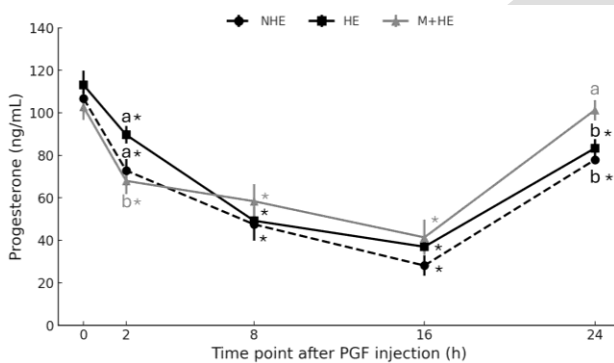 NHE HE M+HE
140
120
100
80
60
40
20
0
Progesterone (ng/mL)
a*
a*
b*
*
*
*
*
*
*
a
b*
b*
0 2 8 16 24
Time point after PGF injection (h)